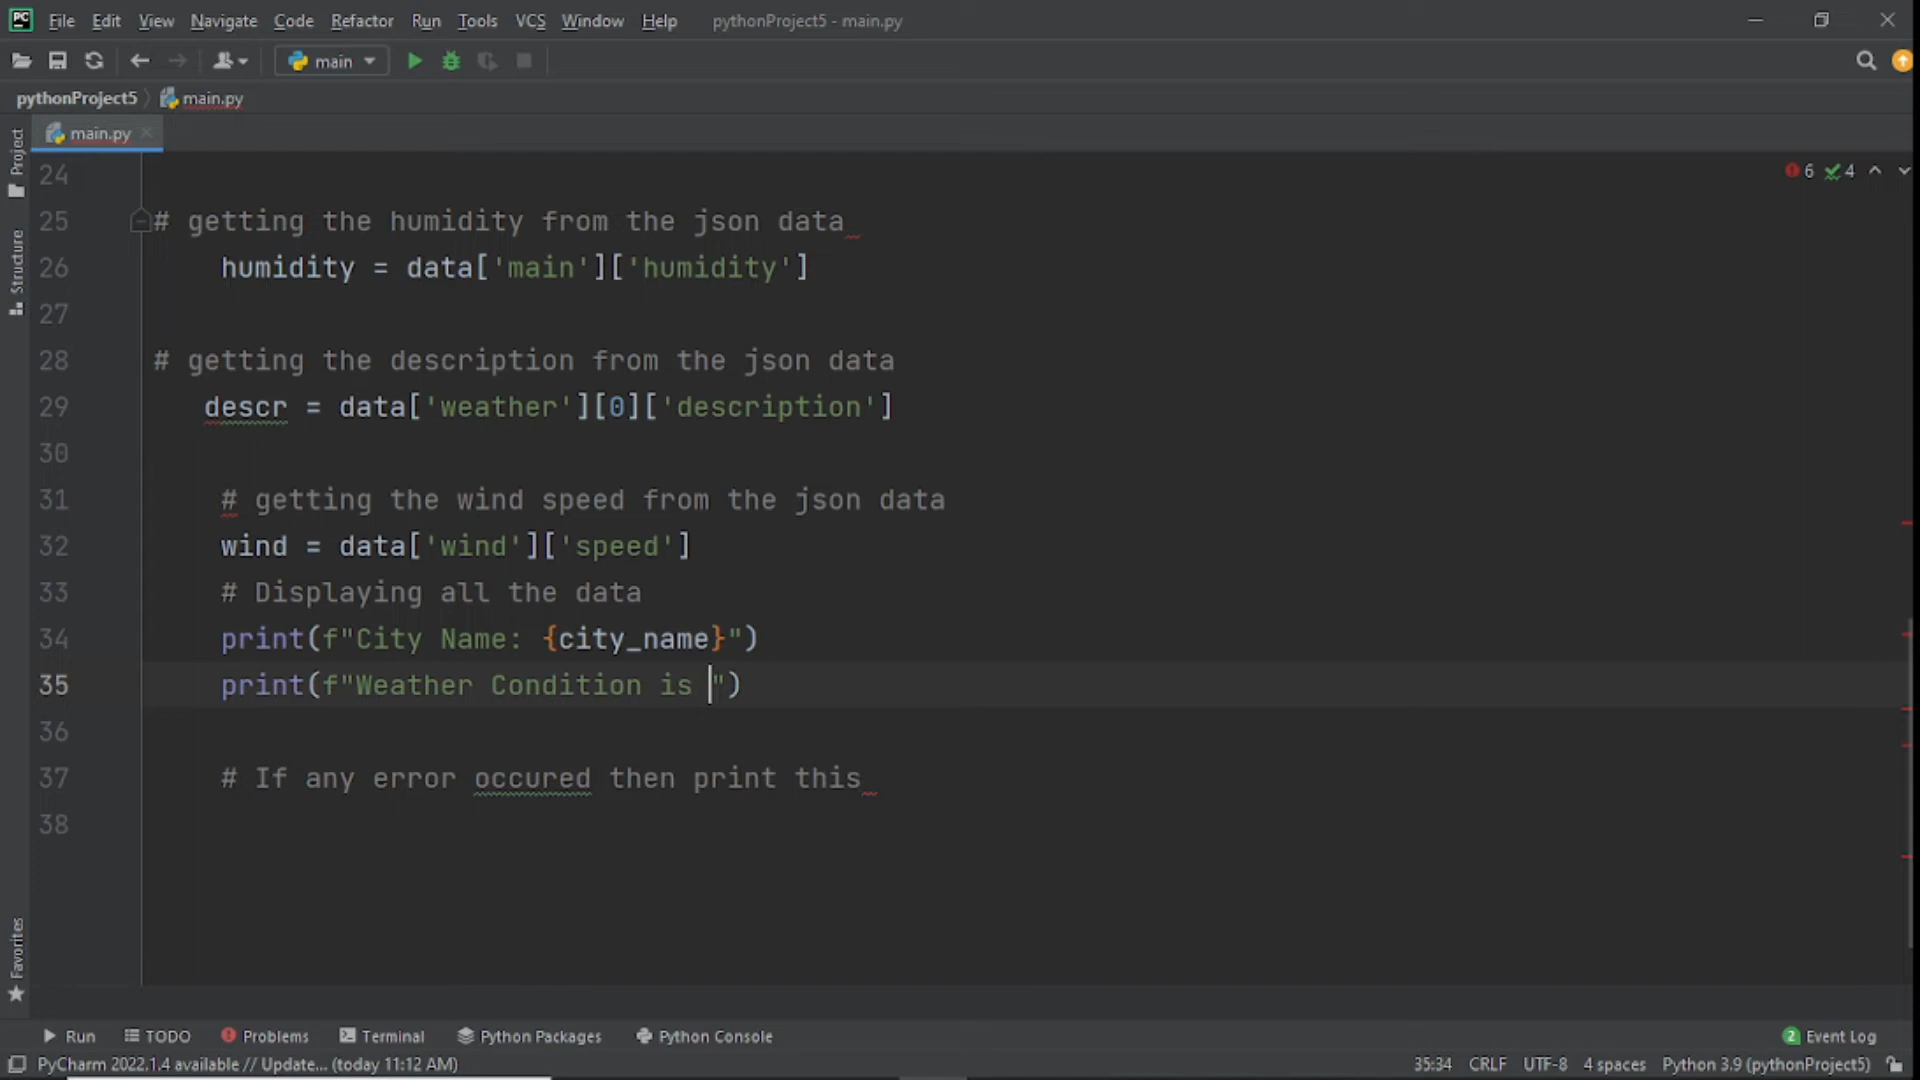 PC File Edit View Navigate Code Refactor Run Tools VCS Window Help pythonProject5 - main.py
main
pythonProject5 main.py
main.py
Project
Structure
Favorites
6 4
24
25 # getting the humidity from the json data
26 humidity = data['main']['humidity']
27
28 # getting the description from the json data
29 descr = data['weather'][0]['description']
30
31 # getting the wind speed from the json data
32 wind = data['wind']['speed']
33 # Displaying all the data
34 print(f"City Name: {city_name}")
35 print(f"Weather Condition is ")
36
37 # If any error occured then print this
38
Run TODO Problems Terminal Python Packages Python Console 2 Event Log
PyCharm 2022.1.4 available // Update... (today 11:12 AM) 35:34 CRLF UTF-8 4 spaces Python 3.9 (pythonProject5)